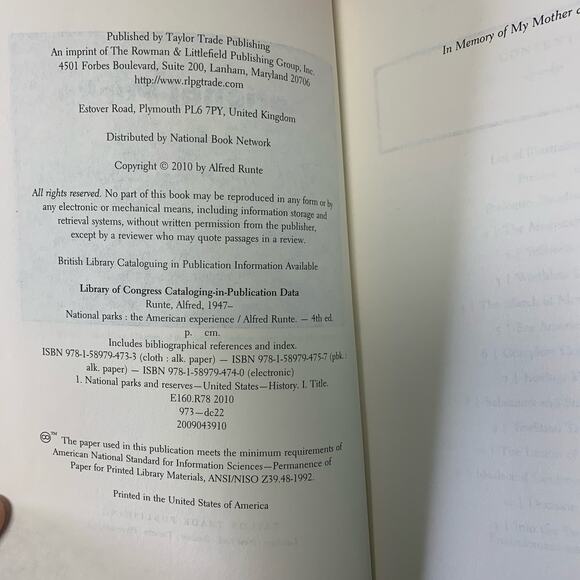 Published by Taylor Trade Publishing
An imprint of The Rowman & Littlefield Publishing Group, Inc.
4501 Forbes Boulevard, Suite 200, Lanham, Maryland 20706
http://www.rlpgtrade.com
Estover Road, Plymouth PL6 7PY, United Kingdom
Distributed by National Book Network
Copyright © 2010 by Alfred Runte
All rights reserved. No part of this book may be reproduced in any form or by
any electronic or mechanical means, including information storage and
retrieval systems, without written permission from the publisher,
except by a reviewer who may quote passages in a review.
British Library Cataloguing in Publication Information Available
Library of Congress Cataloging-in-Publication Data
Runte, Alfred, 1947–
National parks : the American experience / Alfred Runte. — 4th ed.
p. cm.
Includes bibliographical references and index.
ISBN 978-1-58979-473-3 (cloth : alk. paper) — ISBN 978-1-58979-475-7 (pbk. :
alk. paper) — ISBN 978-1-58979-474-0 (electronic)
1. National parks and reserves—United States—History. I. Title.
E160.R78 2010
973—dc22
2009043910
™ The paper used in this publication meets the minimum requirements of
American National Standard for Information Sciences—Permanence of
Paper for Printed Library Materials, ANSI/NISO Z39.48-1992.
Printed in the United States of America
In Memory of My Mother